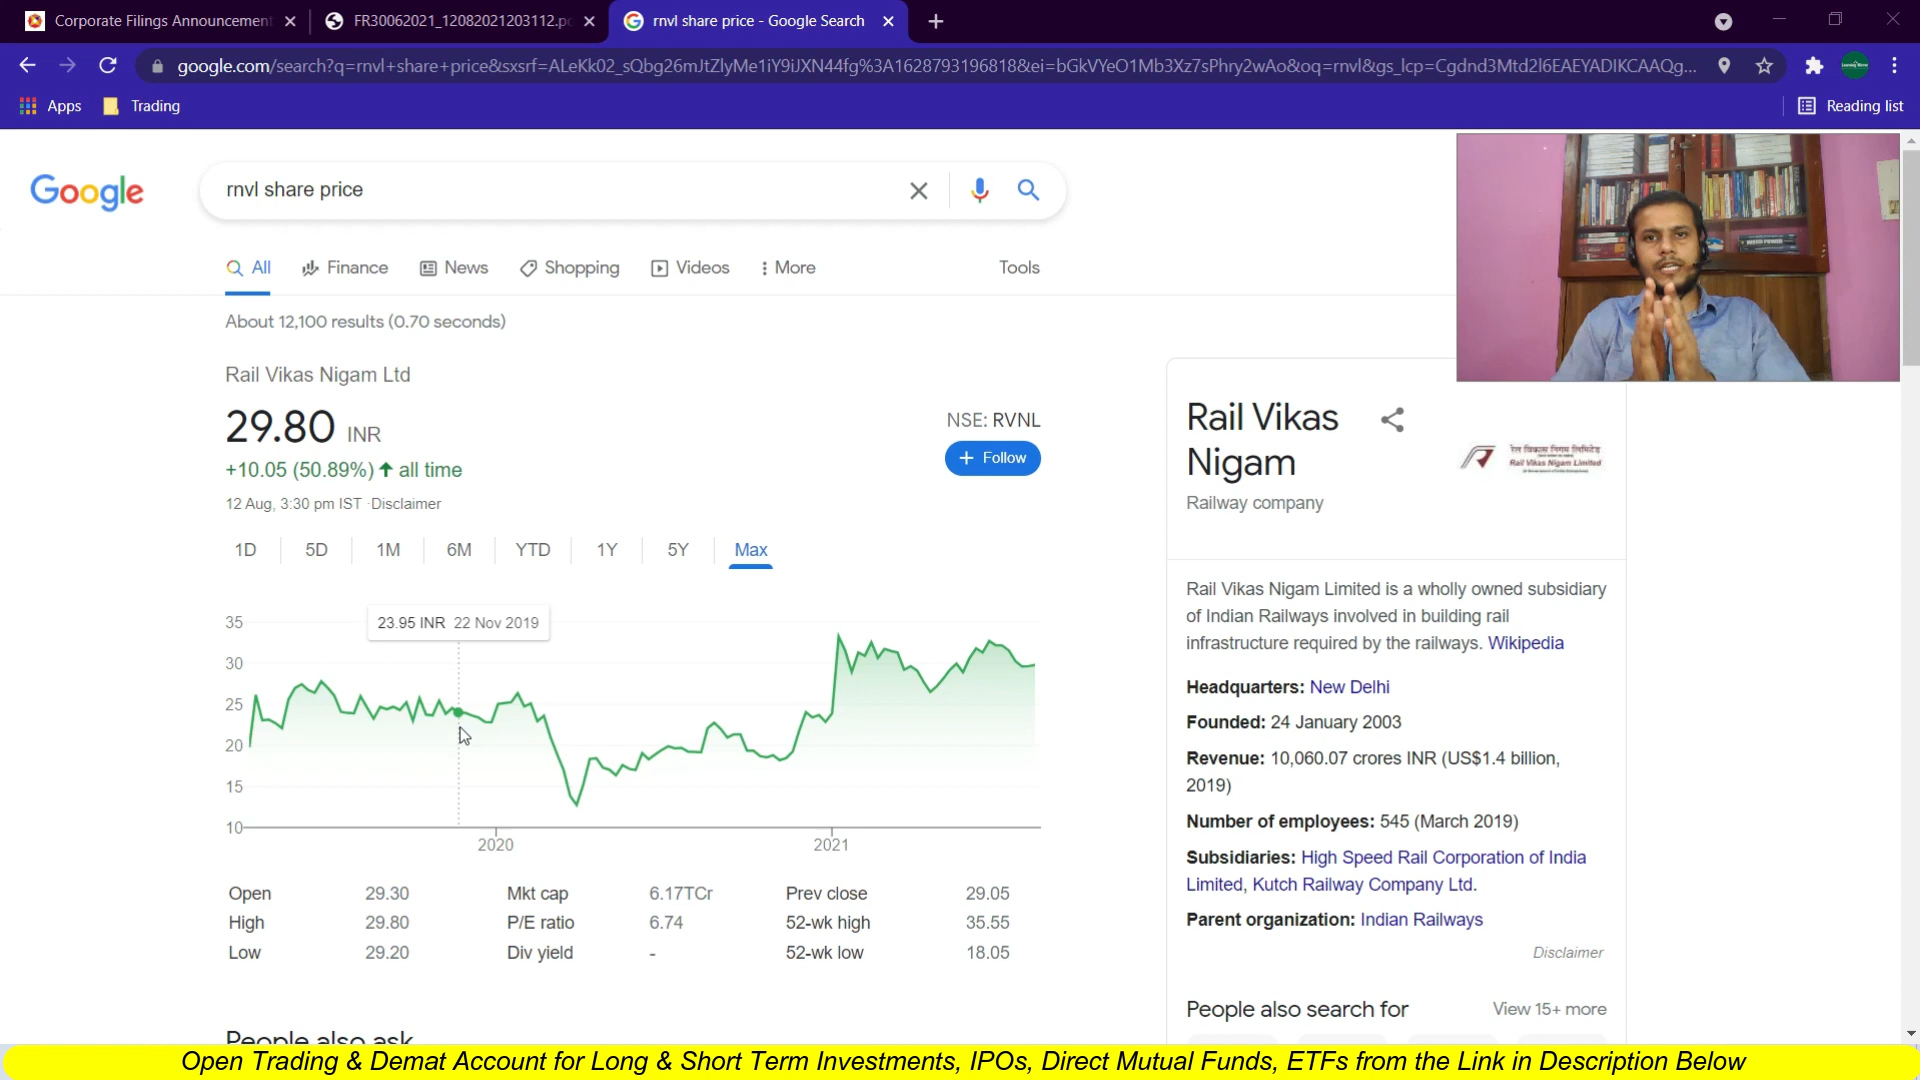 Corporate Filings Announcement
FR30062021_12082021203112.pd
rnvl share price - Google Search
google.com/search?q=rnvl+share+price&sxsrf=ALeKk02_sQbg26mJtZlyMe1iY9iJXN44fg%3A1628793196818&ei=bGkVYeO1Mb3Xz7sPhry2wAo&oq=rnvl&gs_lcp=Cgdnd3Mtd2l6EAEYADIKCAAQg...
Apps
Trading
Reading list
Google
rnvl share price
All
Finance
News
Shopping
Videos
More
Tools
About 12,100 results (0.70 seconds)
Rail Vikas Nigam Ltd
29.80 INR
NSE: RVNL
+10.05 (50.89%) all time
+ Follow
12 Aug, 3:30 pm IST ·Disclaimer
1D
5D
1M
6M
YTD
1Y
5Y
Max
23.95 INR 22 Nov 2019
35
30
25
20
15
10
2020
2021
Open 29.30 Mkt cap 6.17TCr Prev close 29.05
High 29.80 P/E ratio 6.74 52-wk high 35.55
Low 29.20 Div yield - 52-wk low 18.05
People also ask
Rail Vikas
Nigam
Railway company
रेल विकास निगम लिमिटेड
Rail Vikas Nigam Limited
Rail Vikas Nigam Limited is a wholly owned subsidiary
of Indian Railways involved in building rail
infrastructure required by the railways. Wikipedia
Headquarters: New Delhi
Founded: 24 January 2003
Revenue: 10,060.07 crores INR (US$1.4 billion,
2019)
Number of employees: 545 (March 2019)
Subsidiaries: High Speed Rail Corporation of India
Limited, Kutch Railway Company Ltd.
Parent organization: Indian Railways
Disclaimer
People also search for
View 15+ more
Open Trading & Demat Account for Long & Short Term Investments, IPOs, Direct Mutual Funds, ETFs from the Link in Description Below